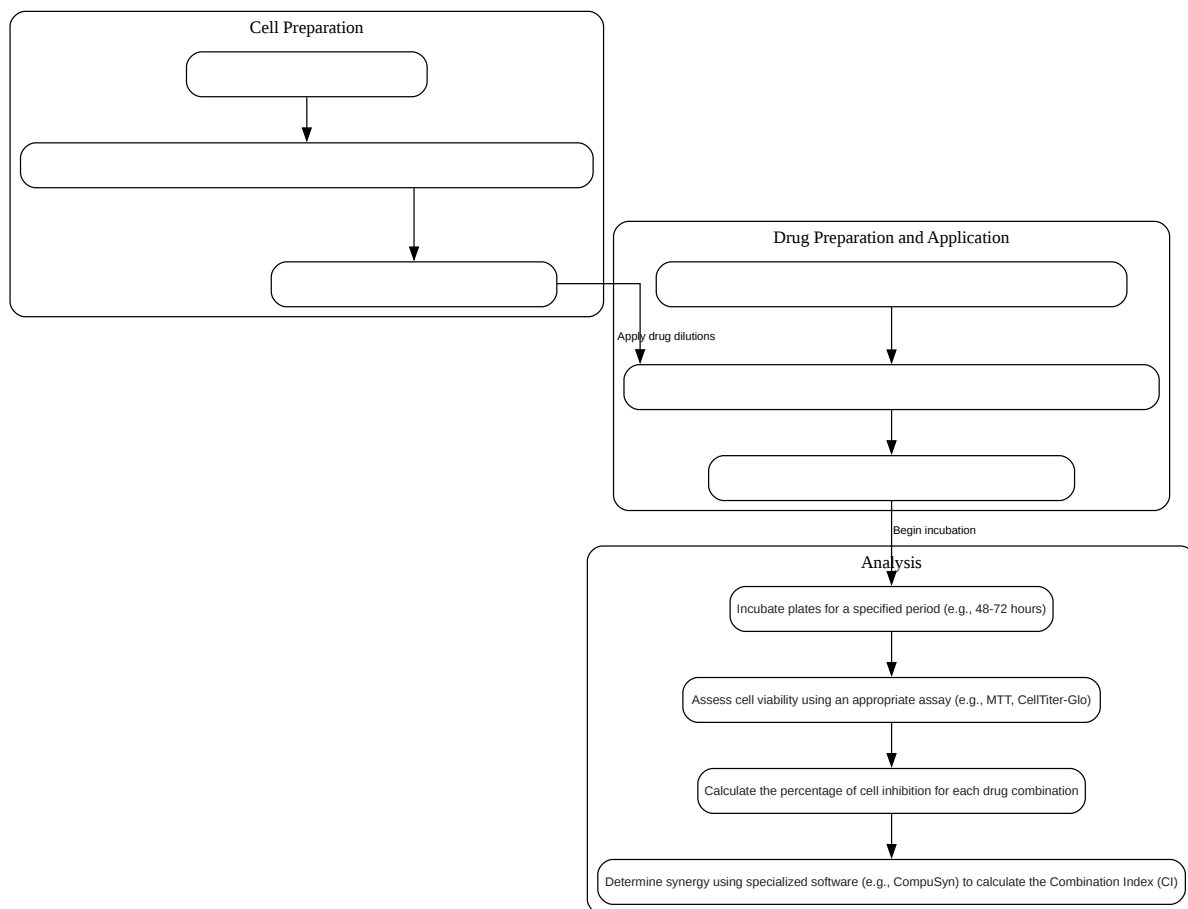 Cell Preparation
Drug Preparation and Application
Apply drug dilutions
Begin incubation
Analysis
Incubate plates for a specified period (e.g., 48-72 hours)
Assess cell viability using an appropriate assay (e.g., MTT, CellTiter-Glo)
Calculate the percentage of cell inhibition for each drug combination
Determine synergy using specialized software (e.g., CompuSyn) to calculate the Combination Index (CI)